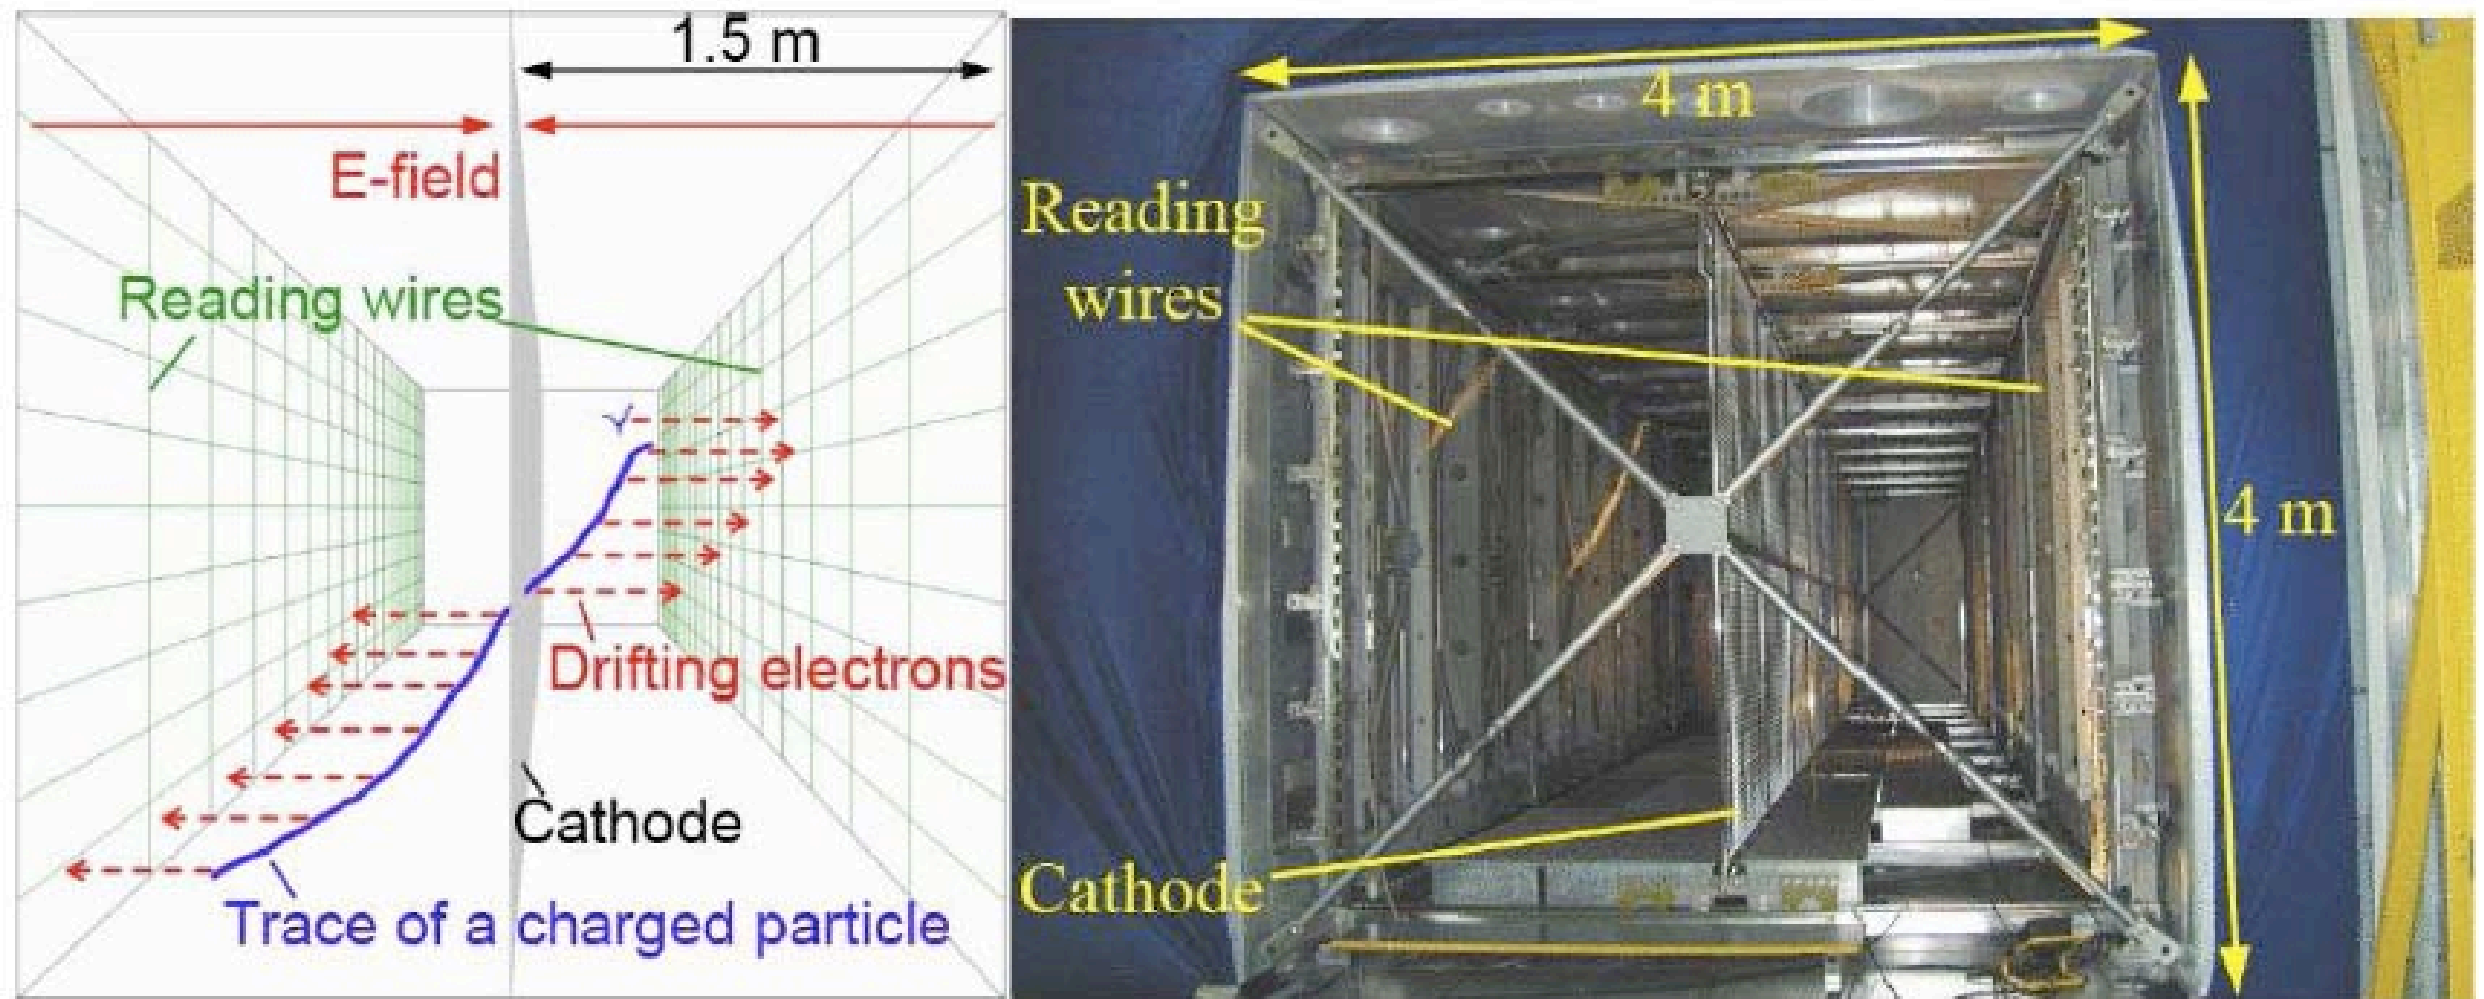 1.5 m
E-field
Reading wires
Drifting electrons
Cathode
Trace of a charged particle
4 m
Reading
wires
4 m
Cathode